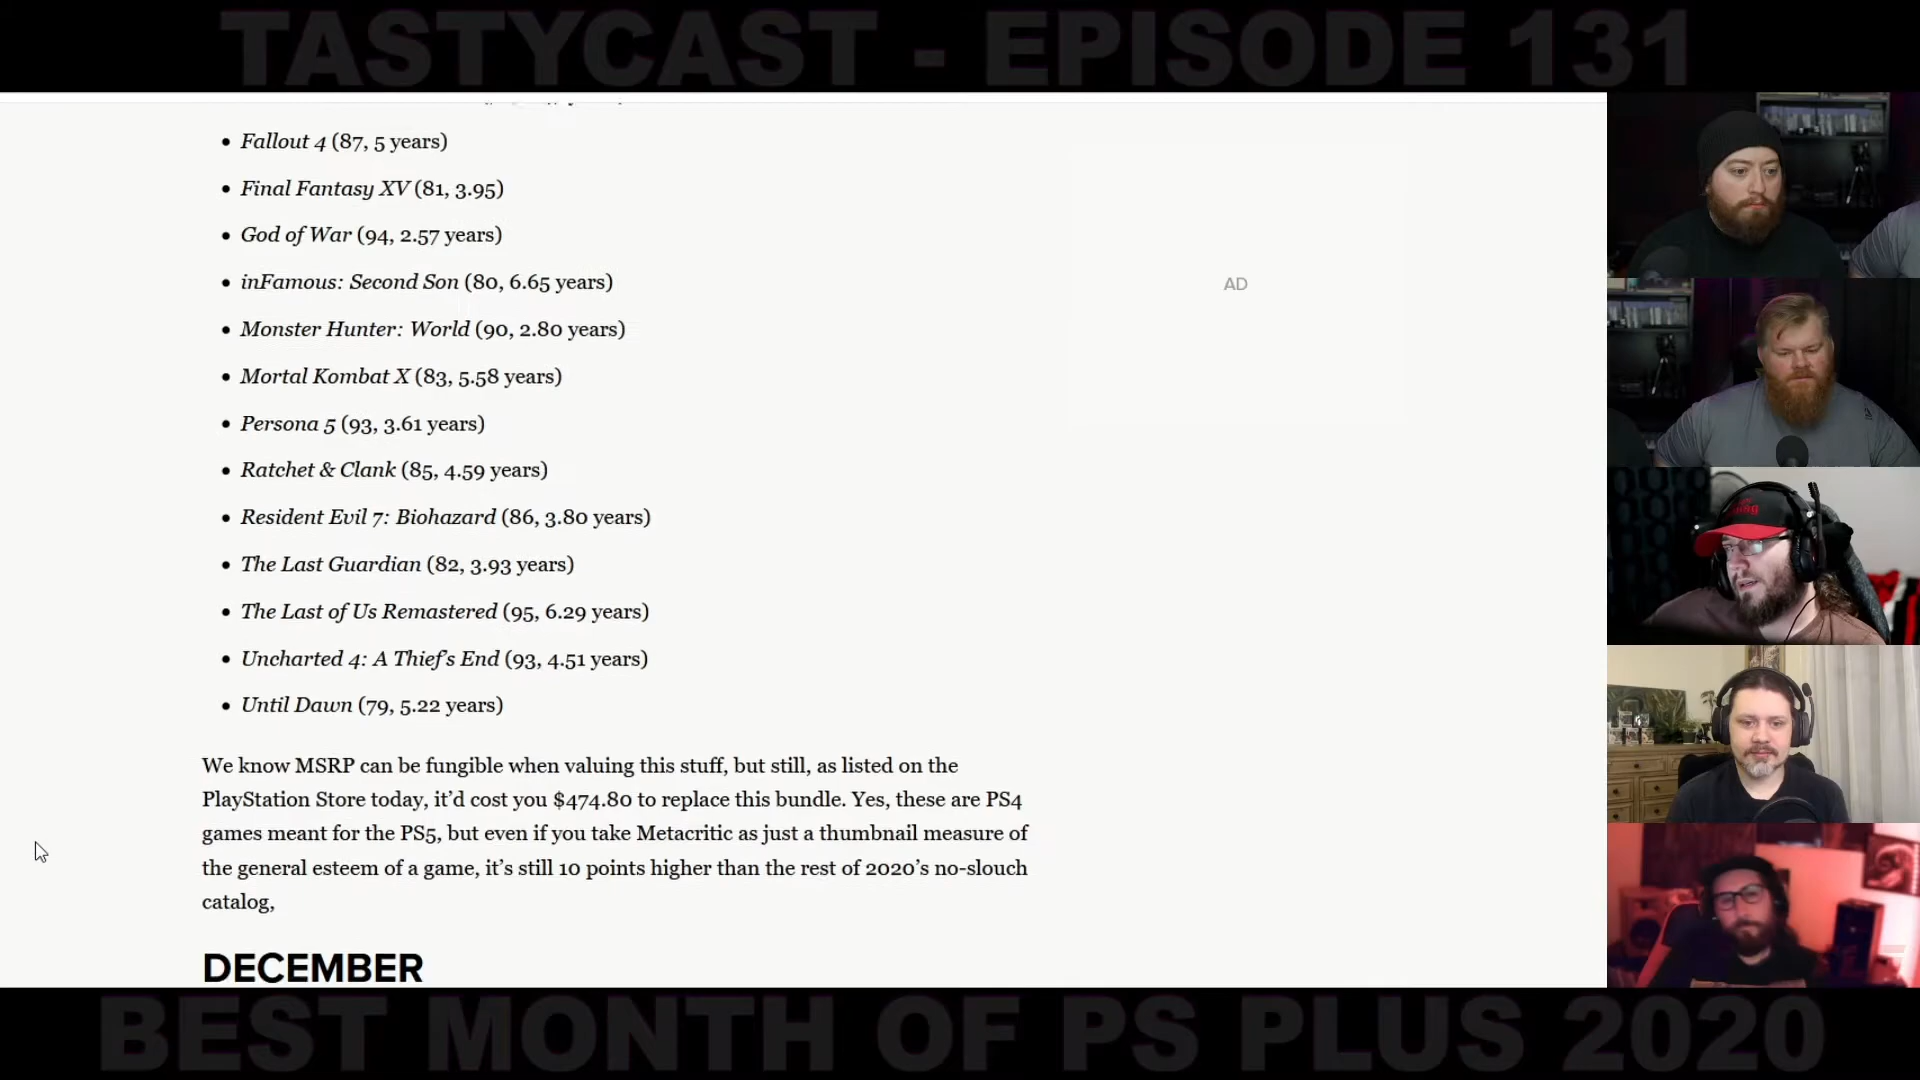 TASTYCAST - EPISODE 131
• Fallout 4 (87, 5 years)
• Final Fantasy XV (81, 3.95)
• God of War (94, 2.57 years)
• inFamous: Second Son (80, 6.65 years)
• Monster Hunter: World (90, 2.80 years)
• Mortal Kombat X (83, 5.58 years)
• Persona 5 (93, 3.61 years)
• Ratchet & Clank (85, 4.59 years)
• Resident Evil 7: Biohazard (86, 3.80 years)
• The Last Guardian (82, 3.93 years)
• The Last of Us Remastered (95, 6.29 years)
• Uncharted 4: A Thief’s End (93, 4.51 years)
• Until Dawn (79, 5.22 years)
We know MSRP can be fungible when valuing this stuff, but still, as listed on the
PlayStation Store today, it’d cost you $474.80 to replace this bundle. Yes, these are PS4
games meant for the PS5, but even if you take Metacritic as just a thumbnail measure of
the general esteem of a game, it’s still 10 points higher than the rest of 2020’s no-slouch
catalog,
DECEMBER
AD
BEST MONTH OF PS PLUS 2020